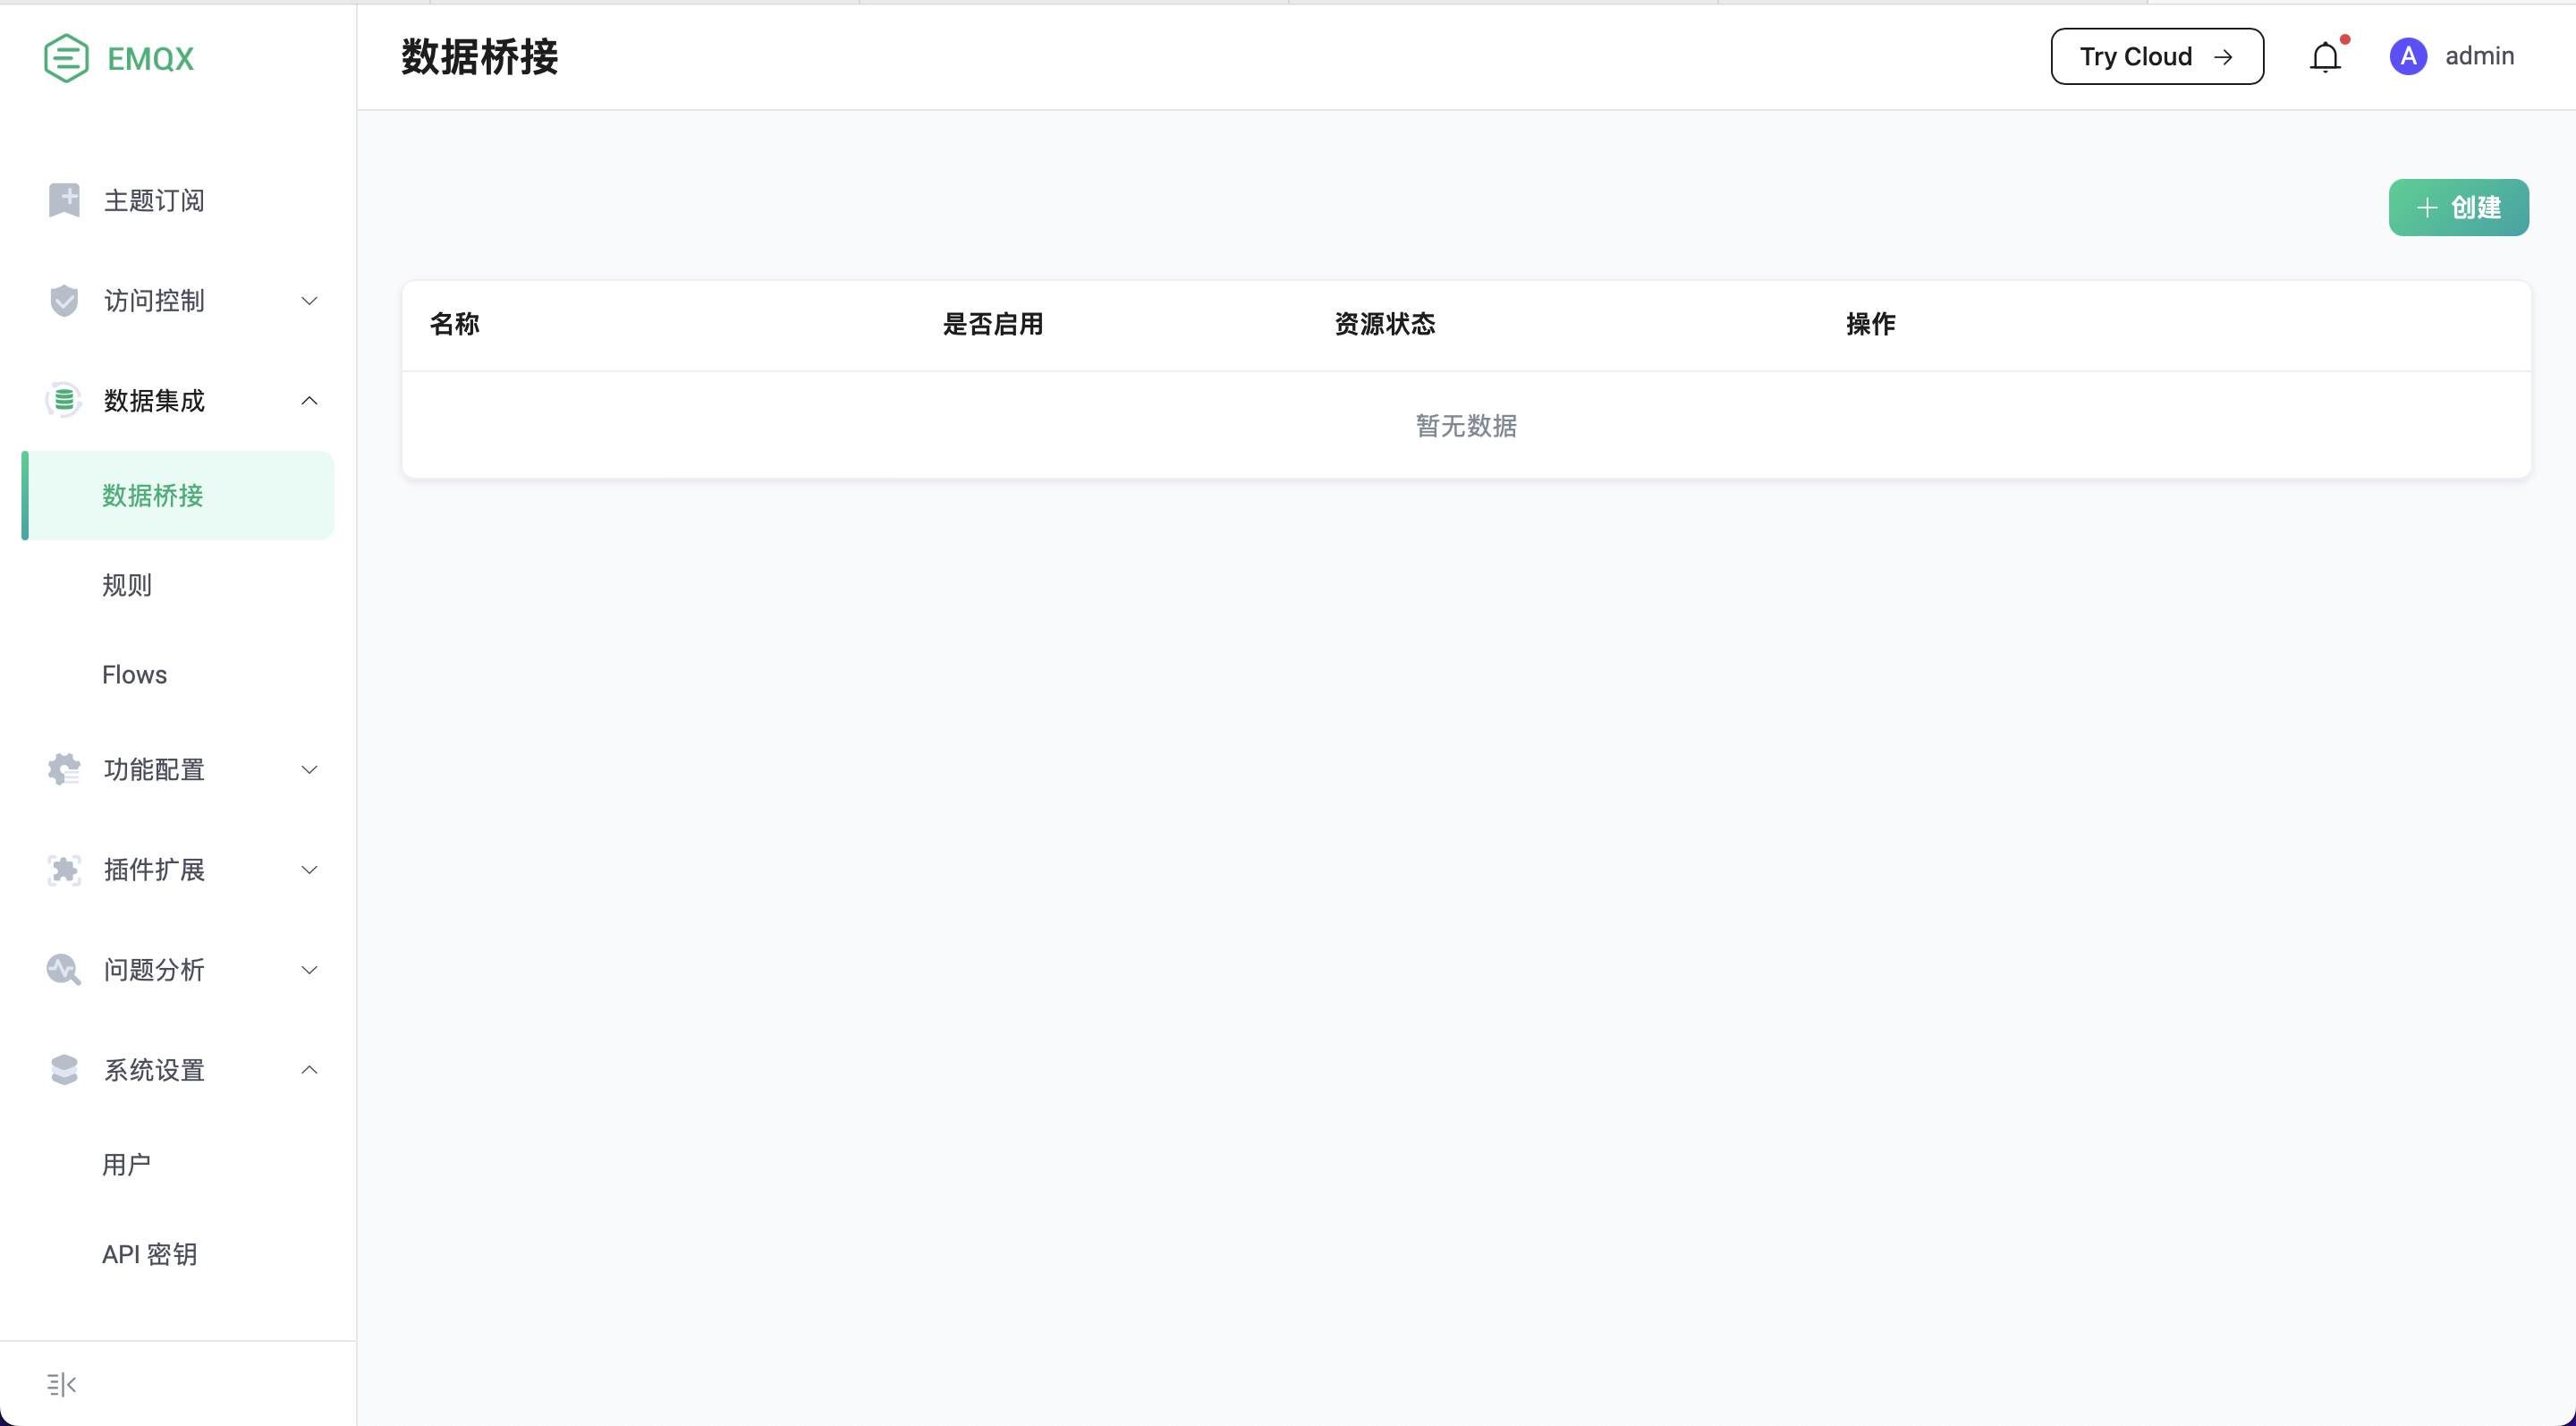 EMQX
主题订阅
访问控制
数据集成
数据桥接
规则
Flows
功能配置
插件扩展
问题分析
系统设置
用户
API 密钥
数据桥接
Try Cloud →
A admin
+ 创建
名称 是否启用 资源状态 操作
暂无数据